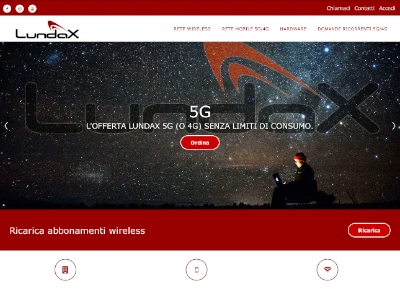 Chiamaci Contatti Accedi
LundaX
RETE WIRELESS RETE MOBILE 5G/4G HARDWARE DOMANDE RICORRENTI 5G/4G
LundaX
5G
L'OFFERTA LUNDAX 5G (O 4G) SENZA LIMITI DI CONSUMO.
Ordina
Ricarica abbonamenti wireless
Ricarica